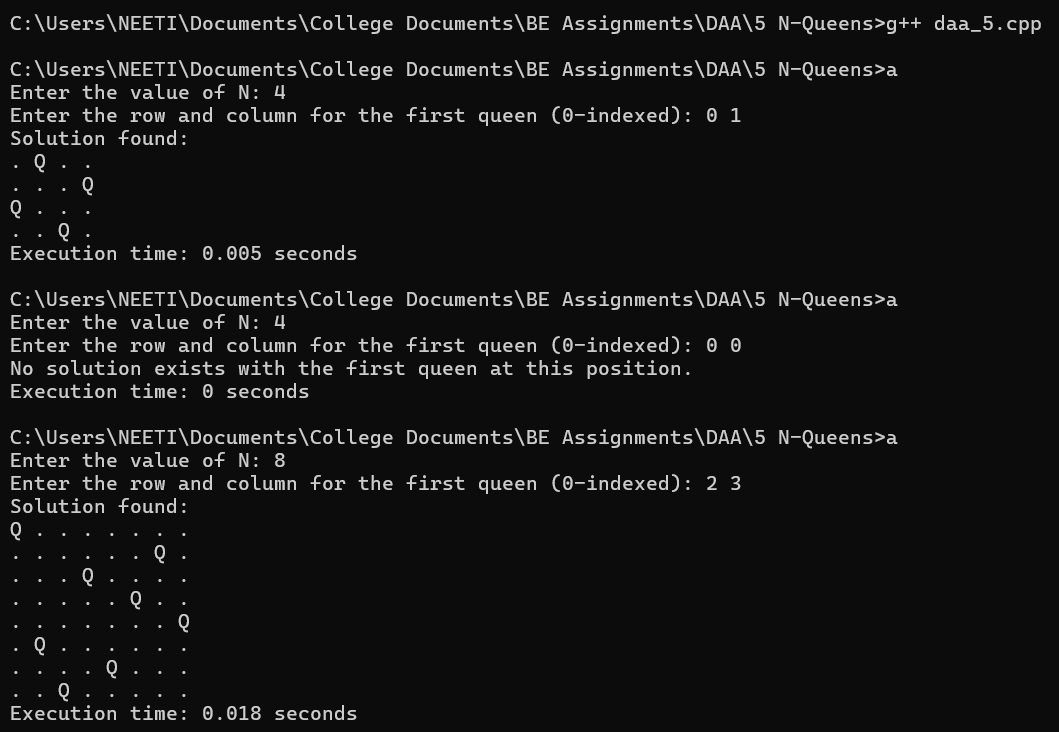 C:\Users\NEETI\Documents\College Documents\BE Assignments\DAA\5 N-Queens>g++ daa_5.cpp
C:\Users\NEETI\Documents\College Documents\BE Assignments\DAA\5 N-Queens>a
Enter the value of N: 4
Enter the row and column for the first queen (0-indexed): 0 1
Solution found:
. Q . .
. . . Q
Q . . .
. . Q .
Execution time: 0.005 seconds
C:\Users\NEETI\Documents\College Documents\BE Assignments\DAA\5 N-Queens>a
Enter the value of N: 4
Enter the row and column for the first queen (0-indexed): 0 0
No solution exists with the first queen at this position.
Execution time: 0 seconds
C:\Users\NEETI\Documents\College Documents\BE Assignments\DAA\5 N-Queens>a
Enter the value of N: 8
Enter the row and column for the first queen (0-indexed): 2 3
Solution found:
Q . . . . . . .
. . . . . . Q .
. . . Q . . . .
. . . . . Q . .
. . . . . . . Q
. Q . . . . . .
. . . . Q . . .
. . Q . . . . .
Execution time: 0.018 seconds